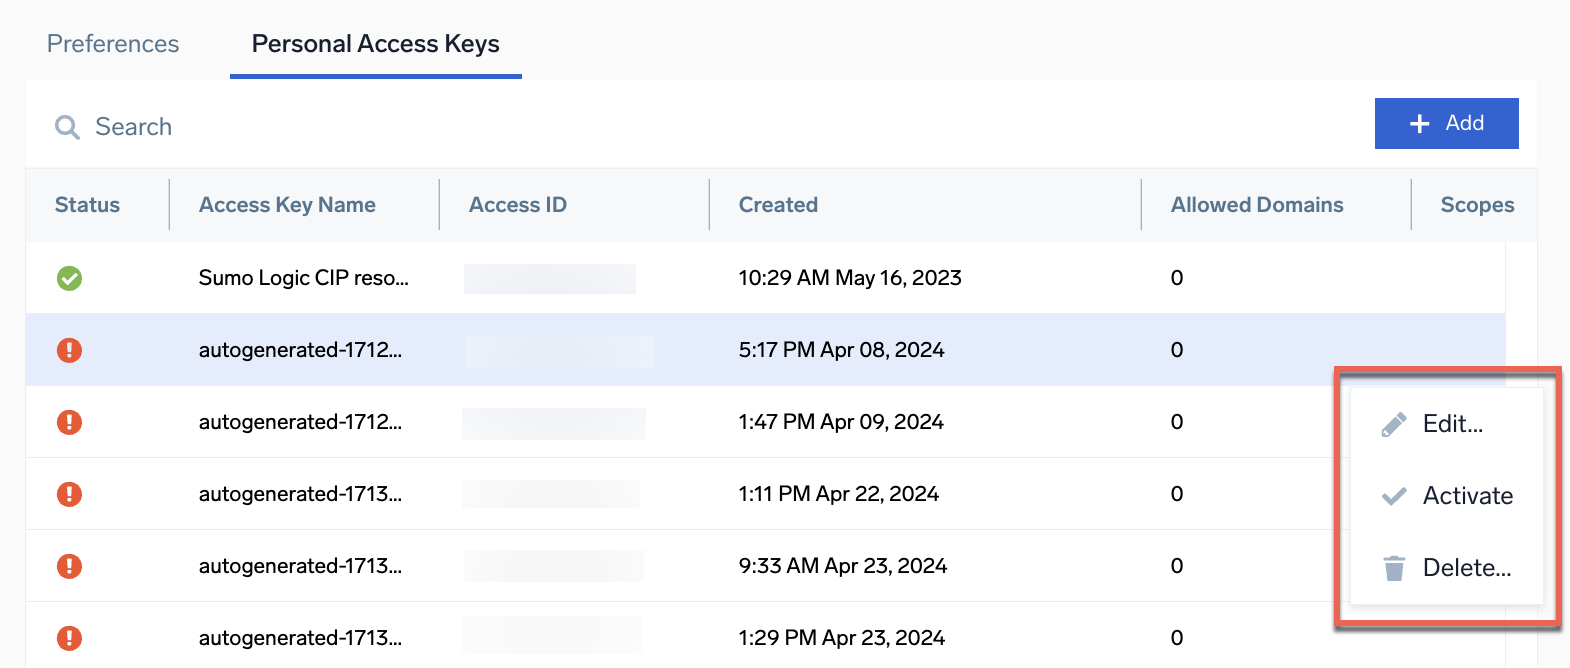 Preferences Personal Access Keys
Search
Add
Status Access Key Name Access ID Created Allowed Domains Scopes
Sumo Logic CIP reso... 10:29 AM May 16, 2023 0
autogenerated-1712... 5:17 PM Apr 08, 2024 0
autogenerated-1712... 1:47 PM Apr 09, 2024 0
Edit...
autogenerated-1713... 1:11 PM Apr 22, 2024 0
Activate
autogenerated-1713... 9:33 AM Apr 23, 2024 0
Delete...
autogenerated-1713... 1:29 PM Apr 23, 2024 0